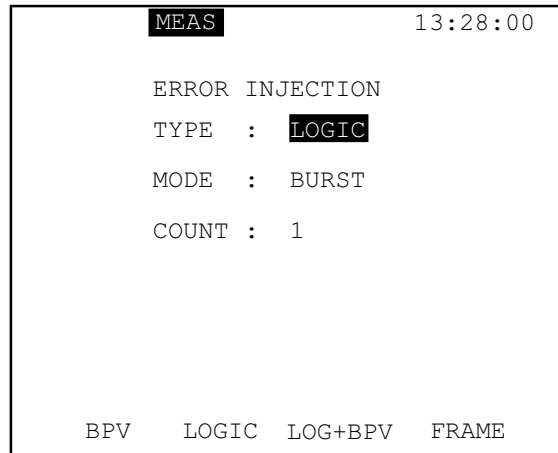 MEAS 13:28:00
ERROR INJECTION
TYPE : LOGIC
MODE : BURST
COUNT : 1
BPV LOGIC LOG+BPV FRAME